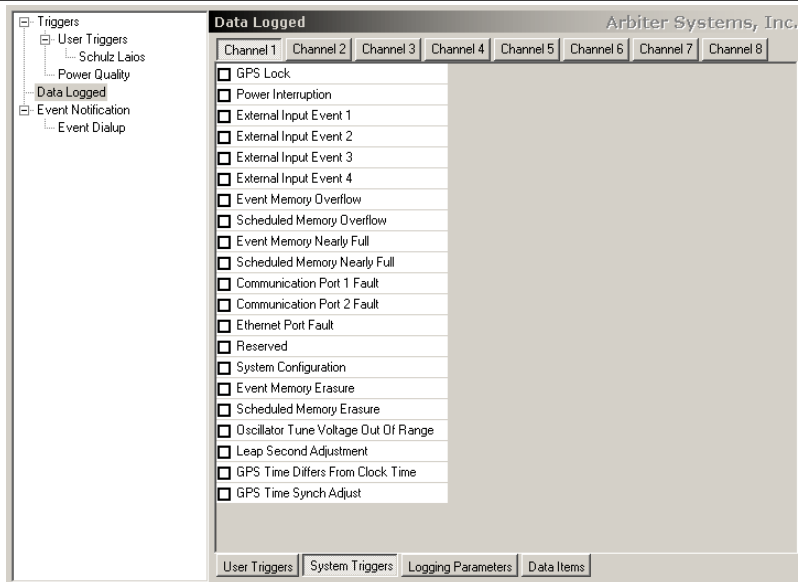 Triggers
User Triggers
Schulz Laios
Power Quality
Data Logged
Event Notification
Event Dialup
Data Logged
Arbiter Systems, Inc.
Channel 1 Channel 2 Channel 3 Channel 4 Channel 5 Channel 6 Channel 7 Channel 8
GPS Lock
Power Interruption
External Input Event 1
External Input Event 2
External Input Event 3
External Input Event 4
Event Memory Overflow
Scheduled Memory Overflow
Event Memory Nearly Full
Scheduled Memory Nearly Full
Communication Port 1 Fault
Communication Port 2 Fault
Ethernet Port Fault
Reserved
System Configuration
Event Memory Erasure
Scheduled Memory Erasure
Oscillator Tune Voltage Out Of Range
Leap Second Adjustment
GPS Time Differs From Clock Time
GPS Time Synch Adjust
User Triggers System Triggers Logging Parameters Data Items